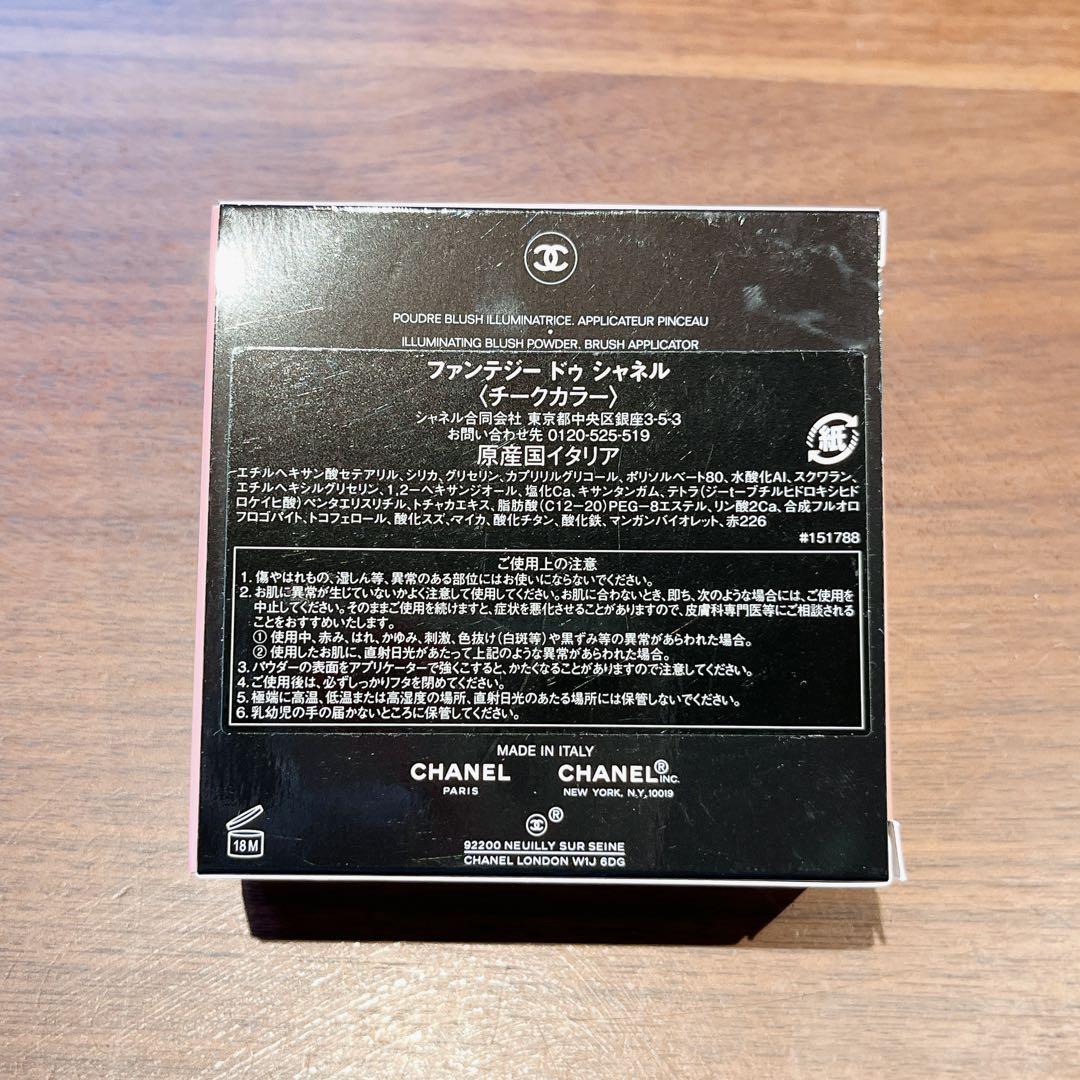 POUDRE BLUSH ILLUMINATRICE. APPLICATEUR PINCEAU
•
ILLUMINATING BLUSH POWDER. BRUSH APPLICATOR
ファンテジー ドゥ シャネル
〈チークカラー〉
シャネル合同会社 東京都中央区銀座3-5-3
お問い合わせ先 0120-525-519
原産国イタリア
紙
エチルヘキサン酸セテアリル、シリカ、グリセリン、カプリリルグリコール、ポリソルベート80、水酸化Al、スクワラン、
エチルヘキシルグリセリン、1,2-ヘキサンジオール、塩化Ca、キサンタンガム、テトラ(ジ-t-ブチルヒドロキシヒド
ロケイヒ酸)ペンタエリスリチル、トチャカエキス、脂肪酸(C12-20)PEG-8エステル、リン酸2Ca、合成フルオロ
フロゴパイト、トコフェロール、酸化スズ、マイカ、酸化チタン、酸化鉄、マンガンバイオレット、赤226
#151788
ご使用上の注意
1. 傷やはれもの、湿しん等、異常のある部位にはお使いにならないでください。
2. お肌に異常が生じていないかよく注意して使用してください。お肌に合わないとき、即ち、次のような場合には、ご使用を
中止してください。そのままご使用を続けますと、症状を悪化させることがありますので、皮膚科専門医等にご相談される
ことをおすすめいたします。
① 使用中、赤み、はれ、かゆみ、刺激、色抜け(白斑等)や黒ずみ等の異常があらわれた場合。
② 使用したお肌に、直射日光があたって上記のような異常があらわれた場合。
3. パウダーの表面をアプリケーターで強くこすると、かたくなることがありますので注意してください。
4. ご使用後は、必ずしっかりフタを閉めてください。
5. 極端に高温、低温または高湿度の場所、直射日光のあたる場所には保管しないでください。
6. 乳幼児の手の届かないところに保管してください。
MADE IN ITALY
CHANEL CHANEL® INC.
PARIS NEW YORK, N.Y. 10019
®
18 M
92200 NEUILLY SUR SEINE
CHANEL LONDON W1J 6DG